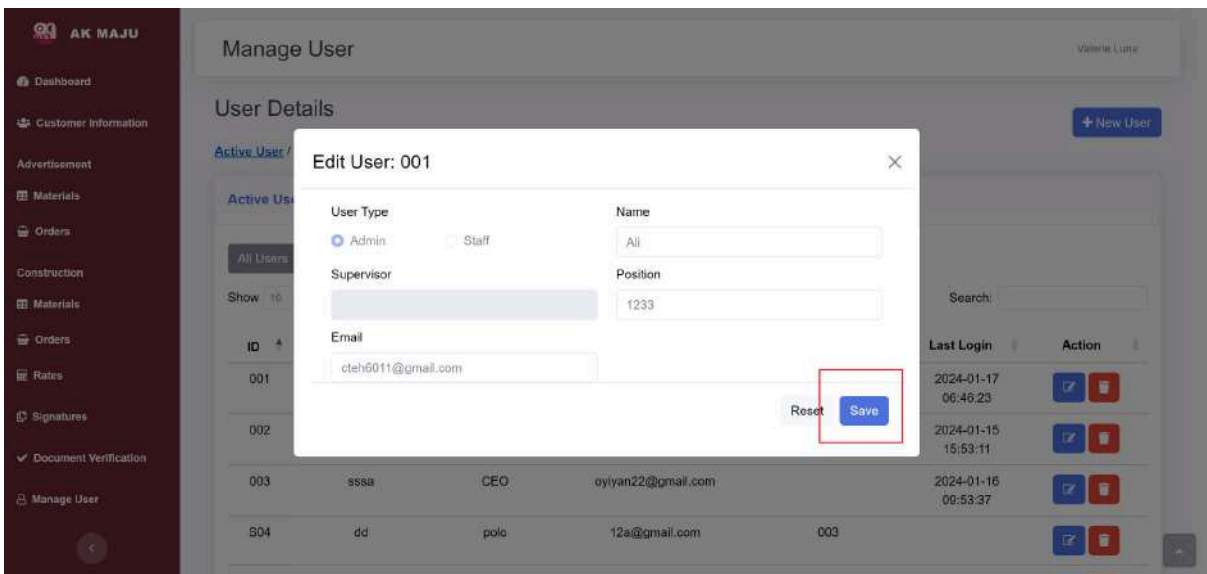 AK MAJU
Dashboard
Customer Information
Advertisement
Materials
Orders
Construction
Materials
Orders
Rates
Signatures
Document Verification
Manage User
Manage User
Valerie Luna
User Details
+ New User
Active User /
Active Use
All Users
Show 10
Search:
ID
Last Login
Action
001
2024-01-17
06:46:23
002
2024-01-15
15:53:11
003 sssa CEO oyiyan22@gmail.com 2024-01-16
09:53:37
S04 dd polo 12a@gmail.com 003
Edit User: 001
User Type
Admin
Staff
Name
Ali
Supervisor
Position
1233
Email
cteh6011@gmail.com
Reset
Save